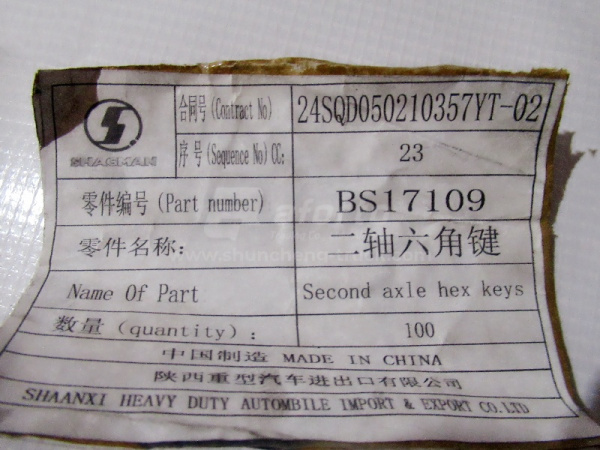 合同号(Contract No) 24SQD050210357YT-02
SHACMAN
序号(Sequence No)CC: 23
零件编号(Part number) BS17109
零件名称: 二轴六角键
Name Of Part Second axle hex keys
数量(quantity): 100
中国制造 MADE IN CHINA
陕西重型汽车进出口有限公司
SHAANXI HEAVY DUTY AUTOMBILE IMPORT & EXPORT CO.LTD